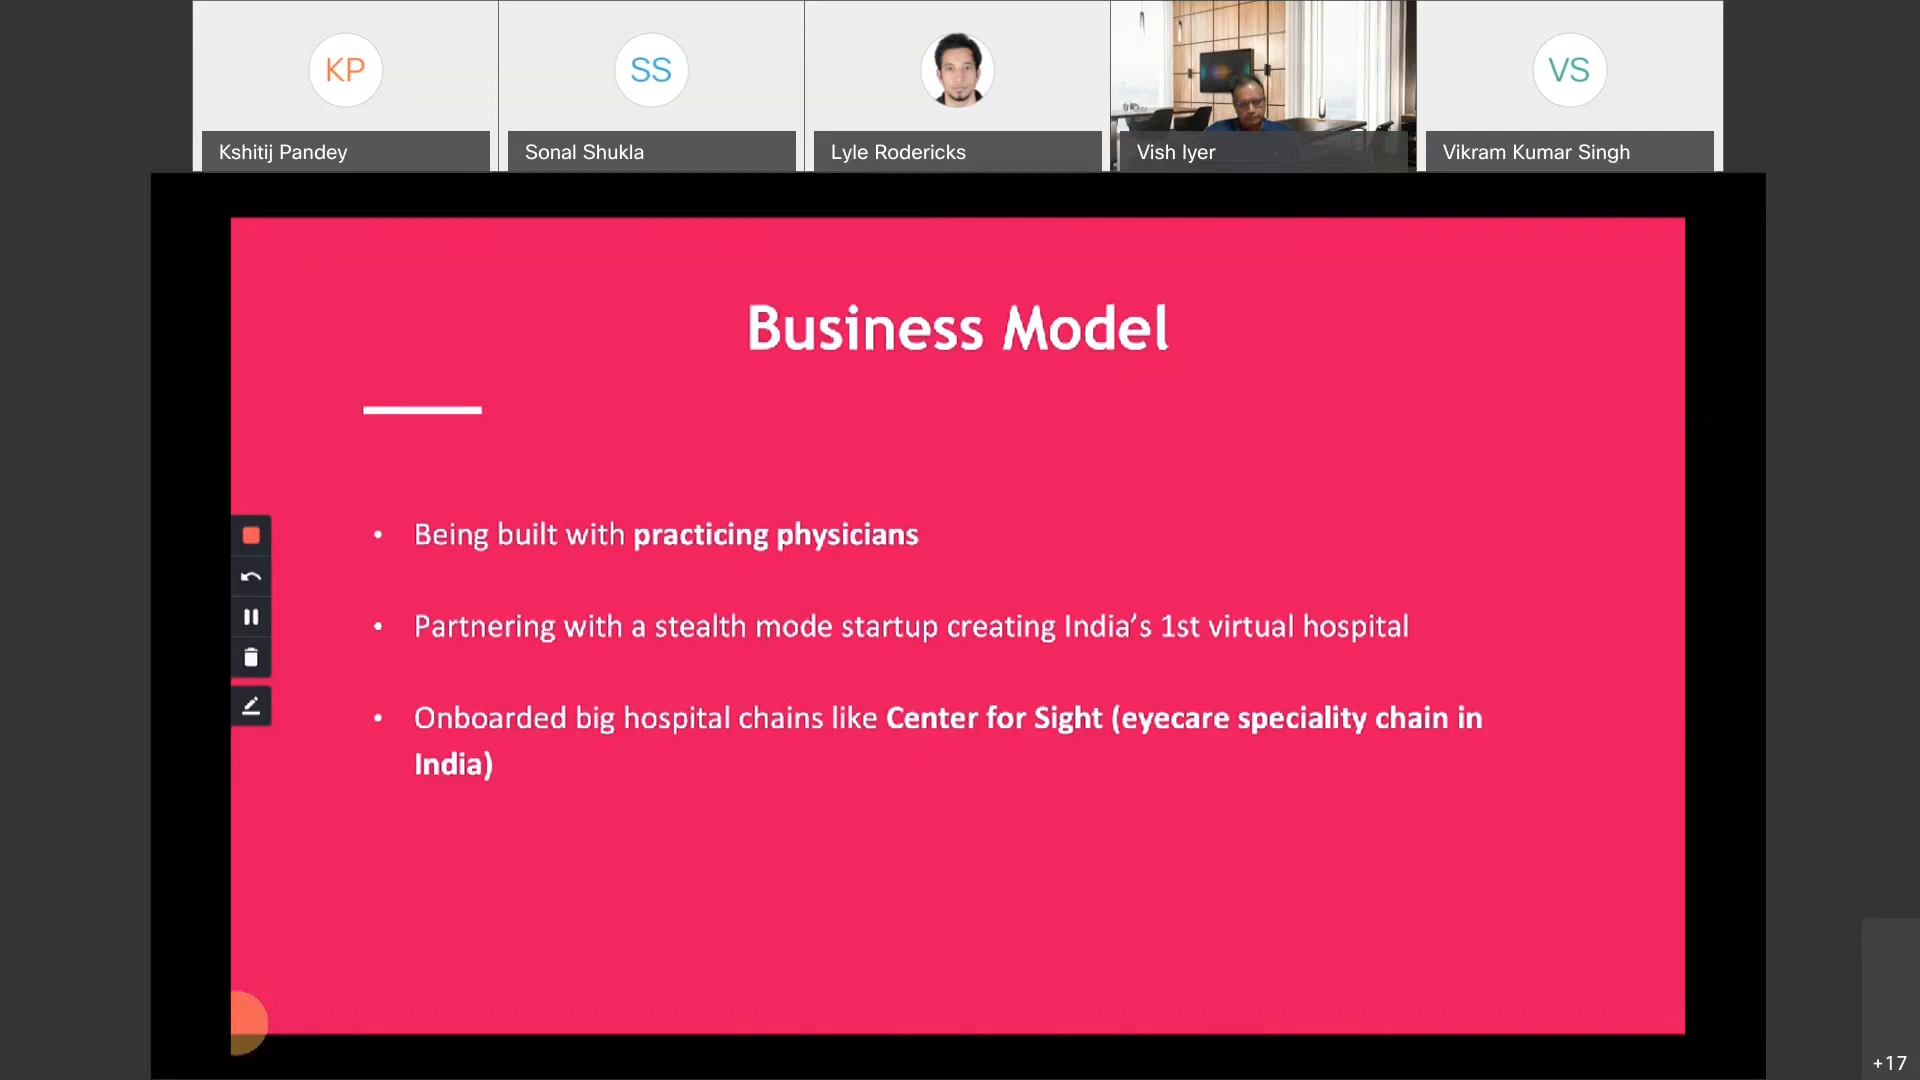 KP
SS
VS
Kshitij Pandey
Sonal Shukla
Lyle Rodericks
Vish Iyer
Vikram Kumar Singh
Business Model
• Being built with practicing physicians
• Partnering with a stealth mode startup creating India’s 1st virtual hospital
• Onboarded big hospital chains like Center for Sight (eyecare speciality chain in
India)
+17